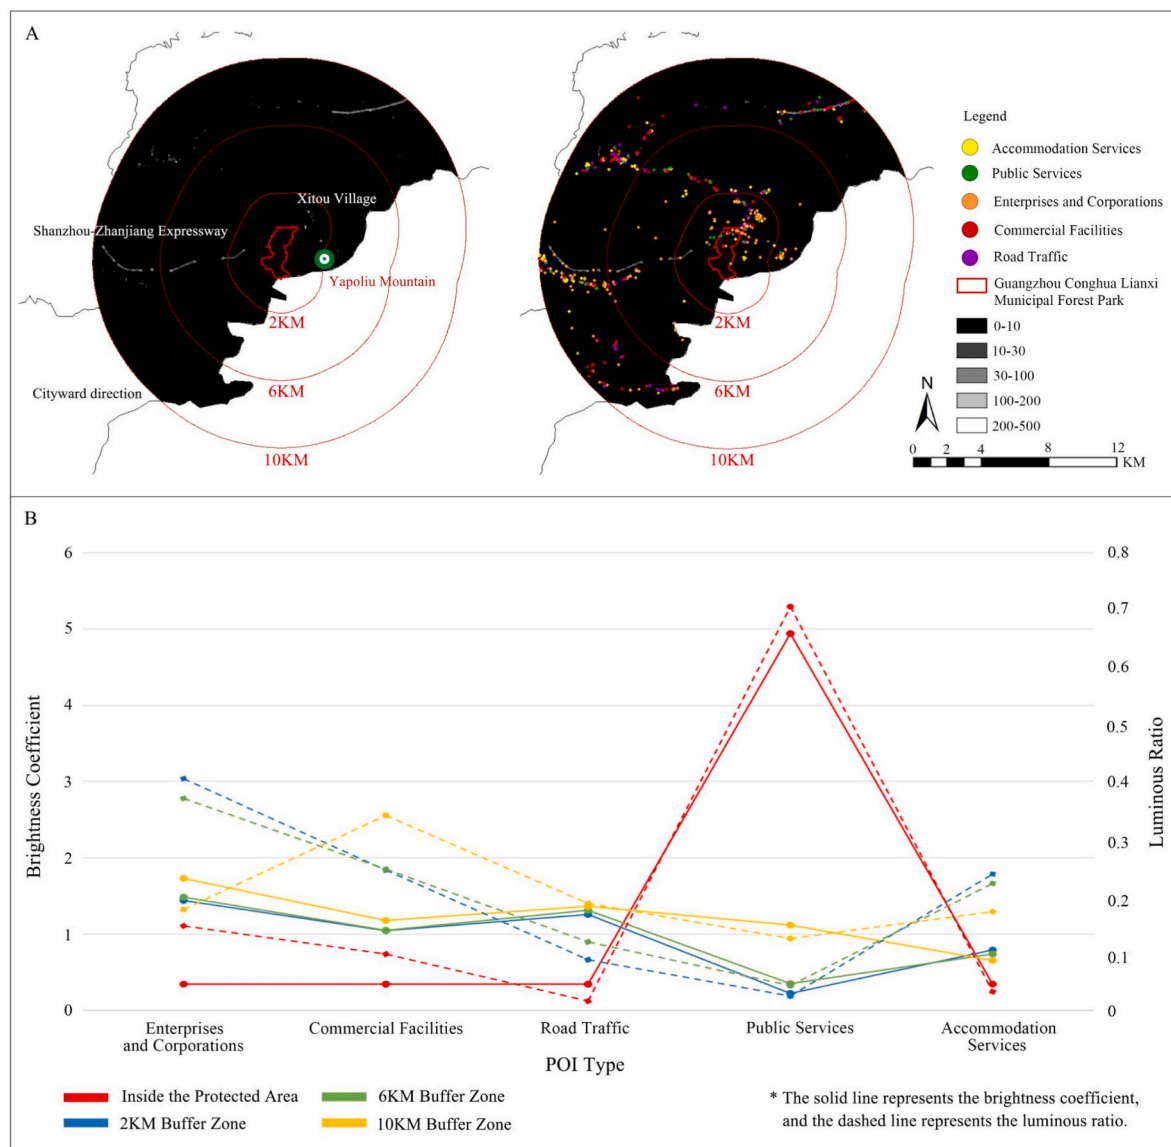 A
Xitou Village
Shanzhou-Zhanjiang Expressway
Yapoliu Mountain
2KM
6KM
Cityward direction
10KM
2KM
6KM
10KM
Legend
Accommodation Services
Public Services
Enterprises and Corporations
Commercial Facilities
Road Traffic
Guangzhou Conghua Lianxi
Municipal Forest Park
0-10
10-30
30-100
100-200
200-500
N
0 2 4 8 12
KM
B
Brightness Coefficient
6
5
4
3
2
1
0
0.8
0.7
0.6
0.5
0.4
0.3
0.2
0.1
0
Luminous Ratio
Enterprises
and Corporations
Commercial Facilities
Road Traffic
Public Services
Accommodation
Services
POI Type
Inside the Protected Area
6KM Buffer Zone
2KM Buffer Zone
10KM Buffer Zone
* The solid line represents the brightness coefficient,
and the dashed line represents the luminous ratio.